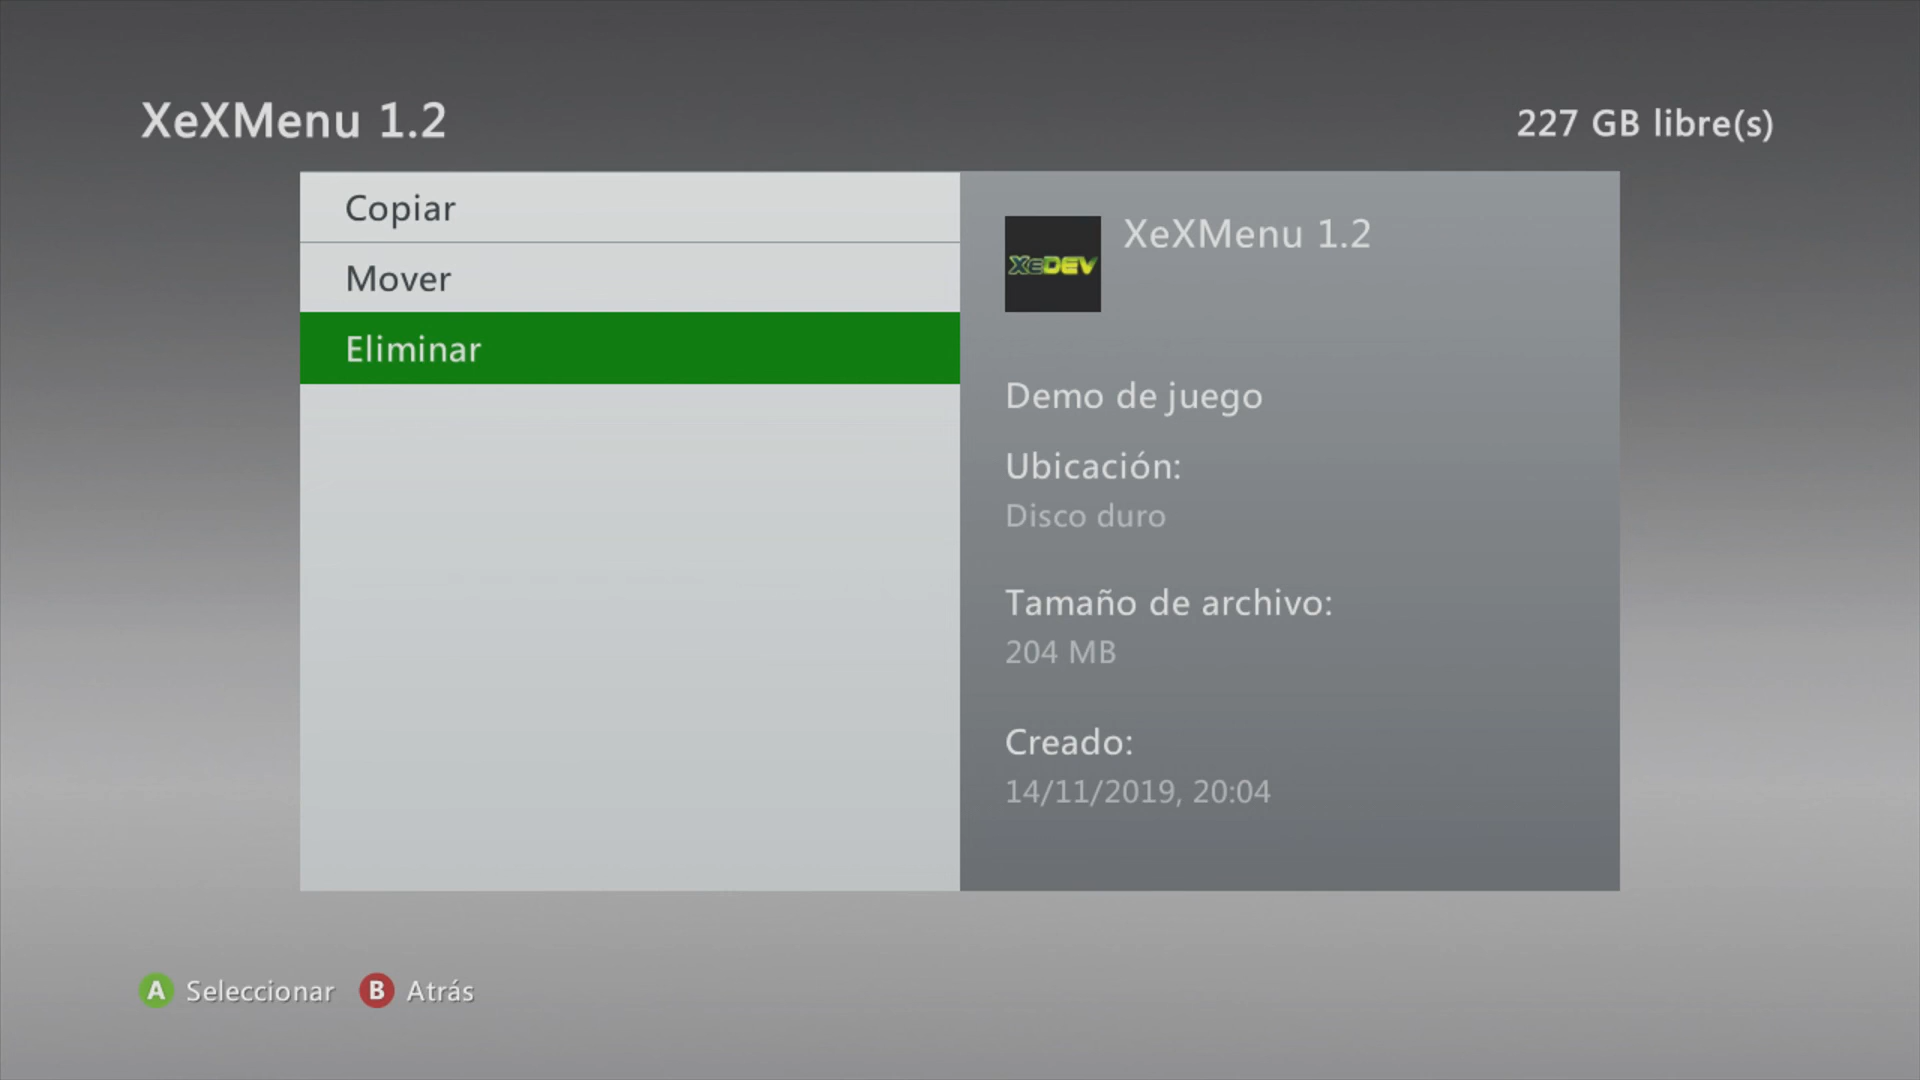 XeXMenu 1.2
227 GB libre(s)
Copiar
Mover
Eliminar
XeDEV
XeXMenu 1.2
Demo de juego
Ubicación:
Disco duro
Tamaño de archivo:
204 MB
Creado:
14/11/2019, 20:04
A Seleccionar B Atrás